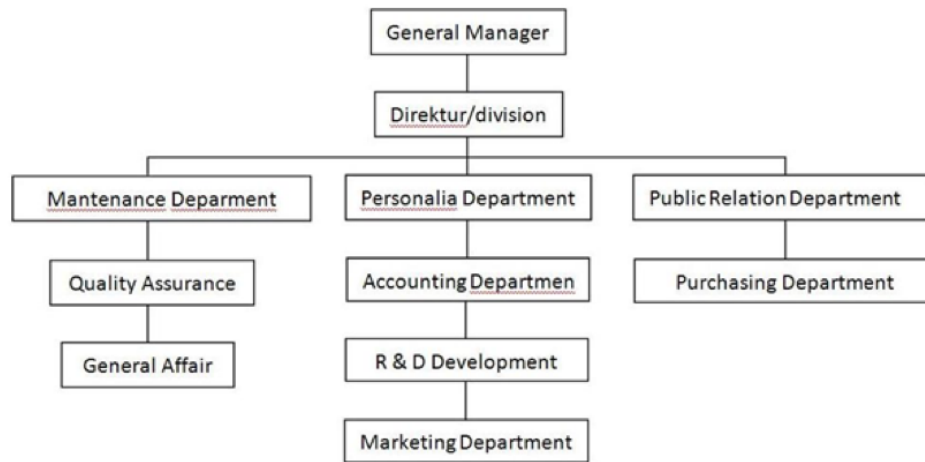 General Manager
Direktur/division
Mantenance Deparment
Personalia Department
Public Relation Department
Quality Assurance
Accounting Departmen
Purchasing Department
General Affair
R & D Development
Marketing Department